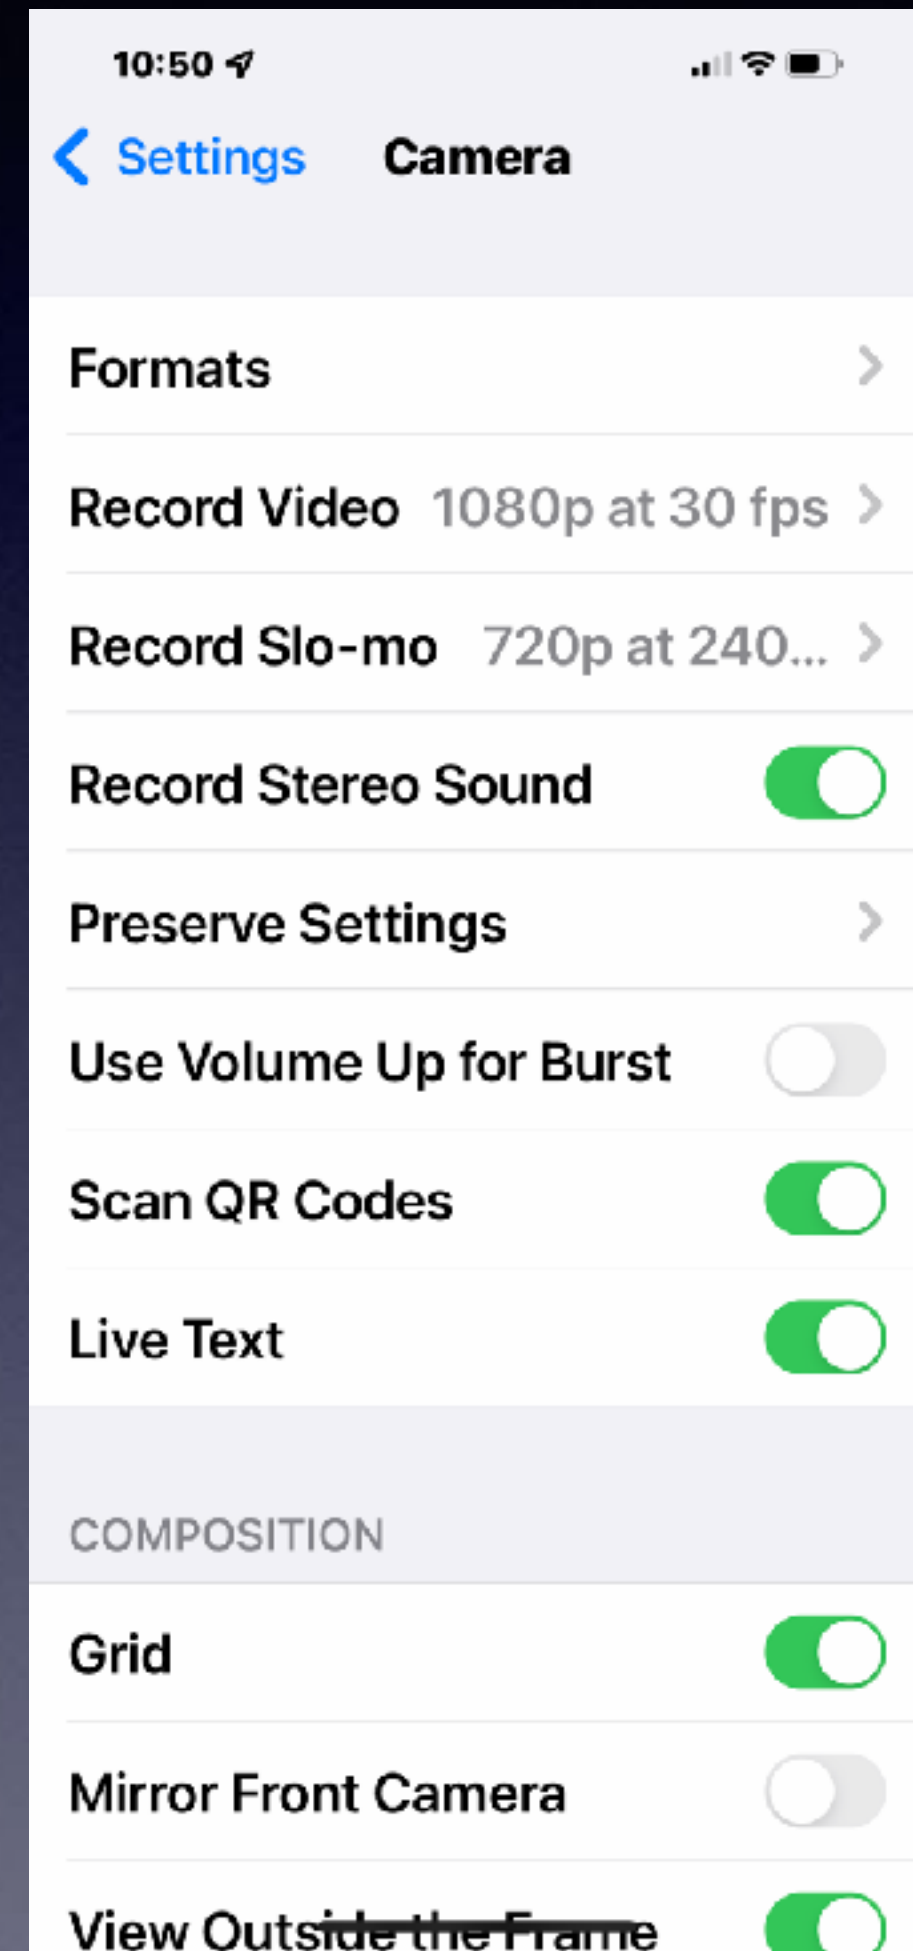 10:50
Settings Camera
Formats
Record Video 1080p at 30 fps
Record Slo-mo 720p at 240...
Record Stereo Sound
Preserve Settings
Use Volume Up for Burst
Scan QR Codes
Live Text
COMPOSITION
Grid
Mirror Front Camera
View Outside the Frame